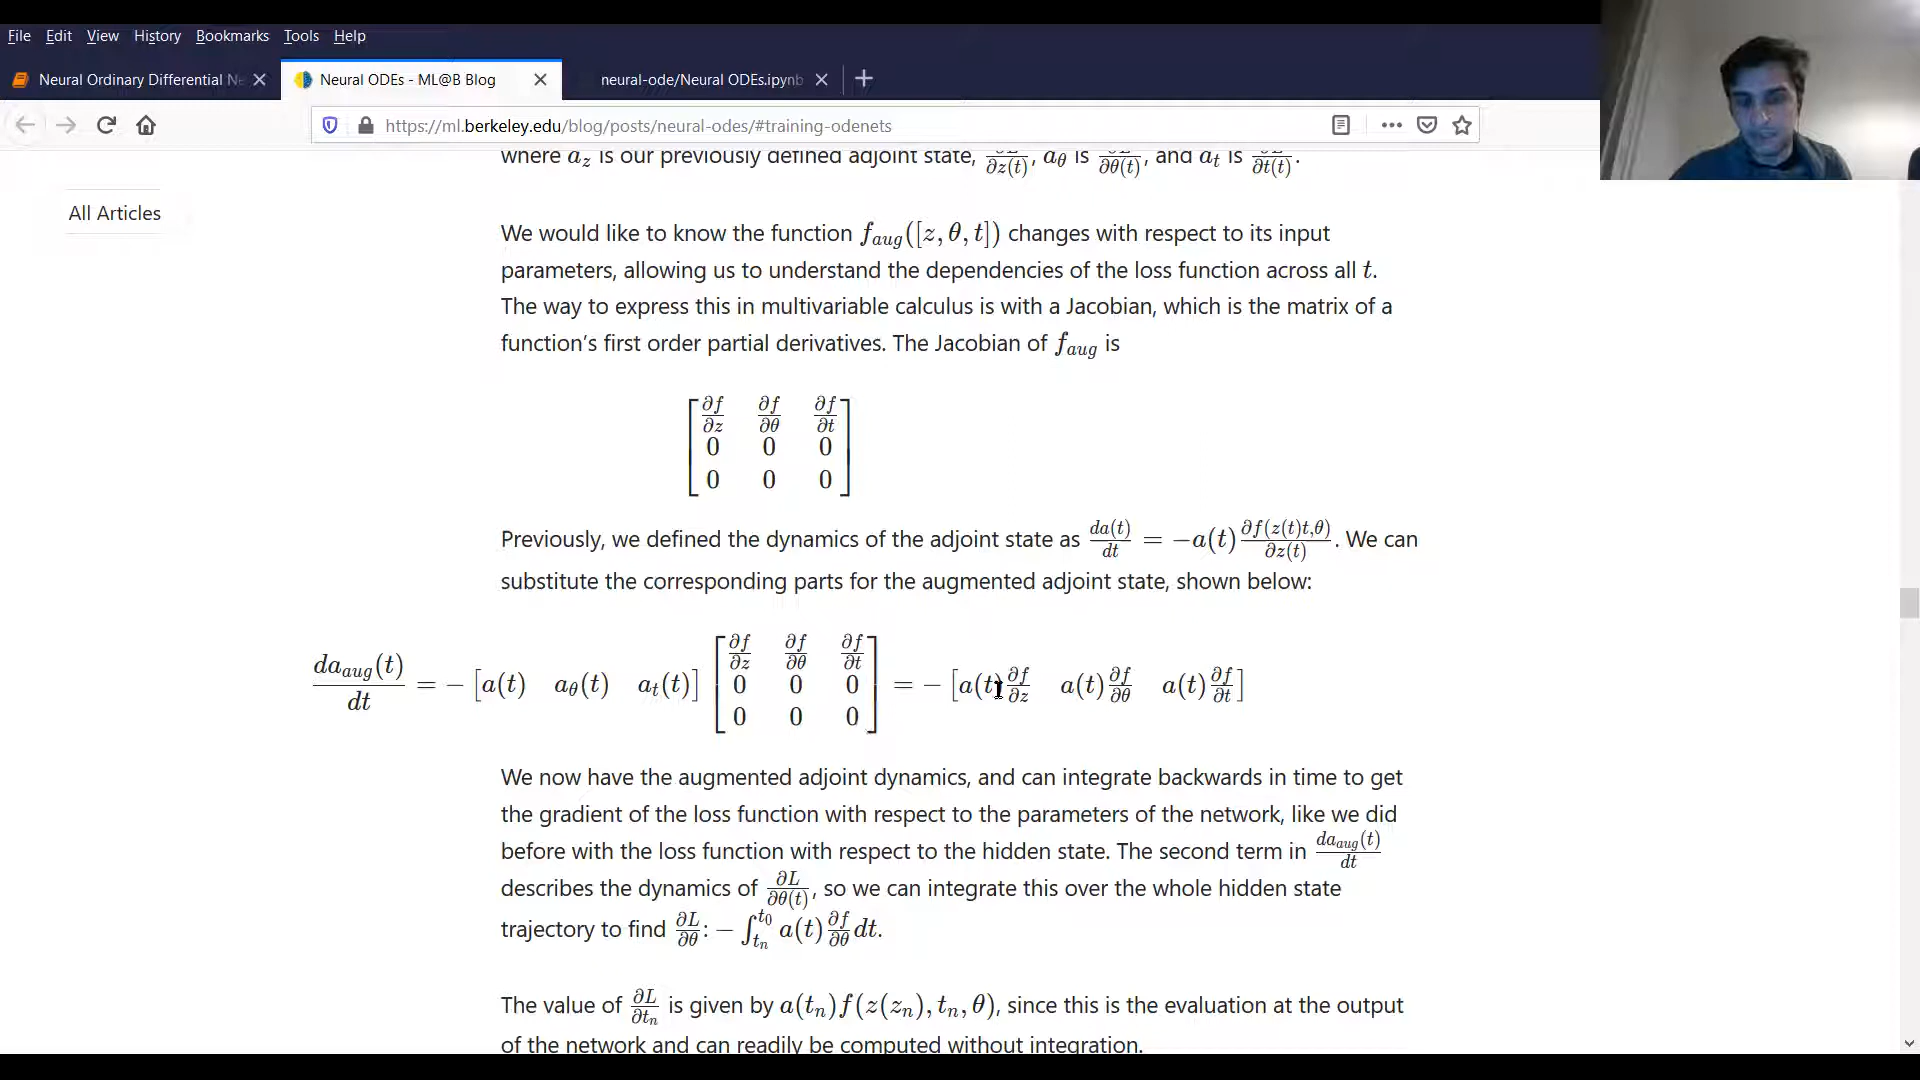 File Edit View History Bookmarks Tools Help
Neural Ordinary Differential Ne
Neural ODEs - ML@B Blog
neural-ode/Neural ODEs.ipynb
https://ml.berkeley.edu/blog/posts/neural-odes/#training-odenets
where a_z is our previously defined adjoint state, ∂L/∂z(t), a_θ is ∂L/∂θ(t), and a_t is ∂L/∂t(t).
All Articles
We would like to know the function f_aug([z, θ, t]) changes with respect to its input
parameters, allowing us to understand the dependencies of the loss function across all t.
The way to express this in multivariable calculus is with a Jacobian, which is the matrix of a
function's first order partial derivatives. The Jacobian of f_aug is
[∂f/∂z ∂f/∂θ ∂f/∂t
0 0 0
0 0 0]
Previously, we defined the dynamics of the adjoint state as da(t)/dt = −a(t) ∂f(z(t)t,θ)/∂z(t). We can
substitute the corresponding parts for the augmented adjoint state, shown below:
da_aug(t)/dt = − [a(t) a_θ(t) a_t(t)] [∂f/∂z ∂f/∂θ ∂f/∂t
0 0 0
0 0 0] = − [a(t) ∂f/∂z a(t) ∂f/∂θ a(t) ∂f/∂t]
We now have the augmented adjoint dynamics, and can integrate backwards in time to get
the gradient of the loss function with respect to the parameters of the network, like we did
before with the loss function with respect to the hidden state. The second term in da_aug(t)/dt
describes the dynamics of ∂L/∂θ(t), so we can integrate this over the whole hidden state
trajectory to find ∂L/∂θ: − ∫_{t_n}^{t_0} a(t) ∂f/∂θ dt.
The value of ∂L/∂t_n is given by a(t_n)f(z(z_n), t_n, θ), since this is the evaluation at the output
of the network and can readily be computed without integration.